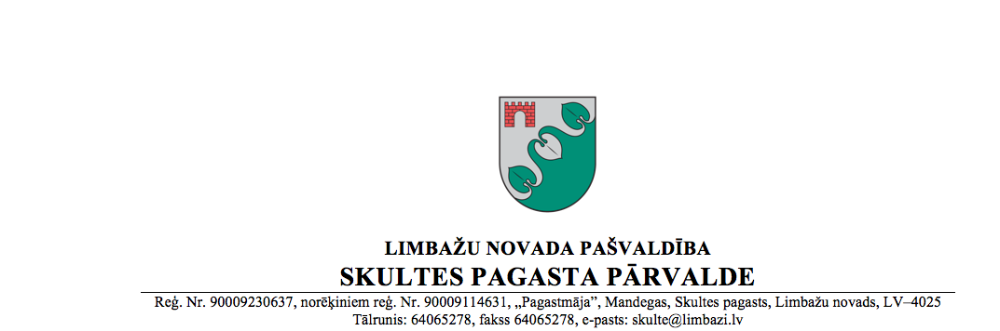 LIMBAŽU NOVADA PAŠVALDĪBA
SKULTES PAGASTA PĀRVALDE
Reģ. Nr. 90009230637, norēķiniem reģ. Nr. 90009114631, „Pagastmāja”, Mandegas, Skultes pagasts, Limbažu novads, LV–4025
Tālrunis: 64065278, fakss 64065278, e-pasts: skulte@limbazi.lv